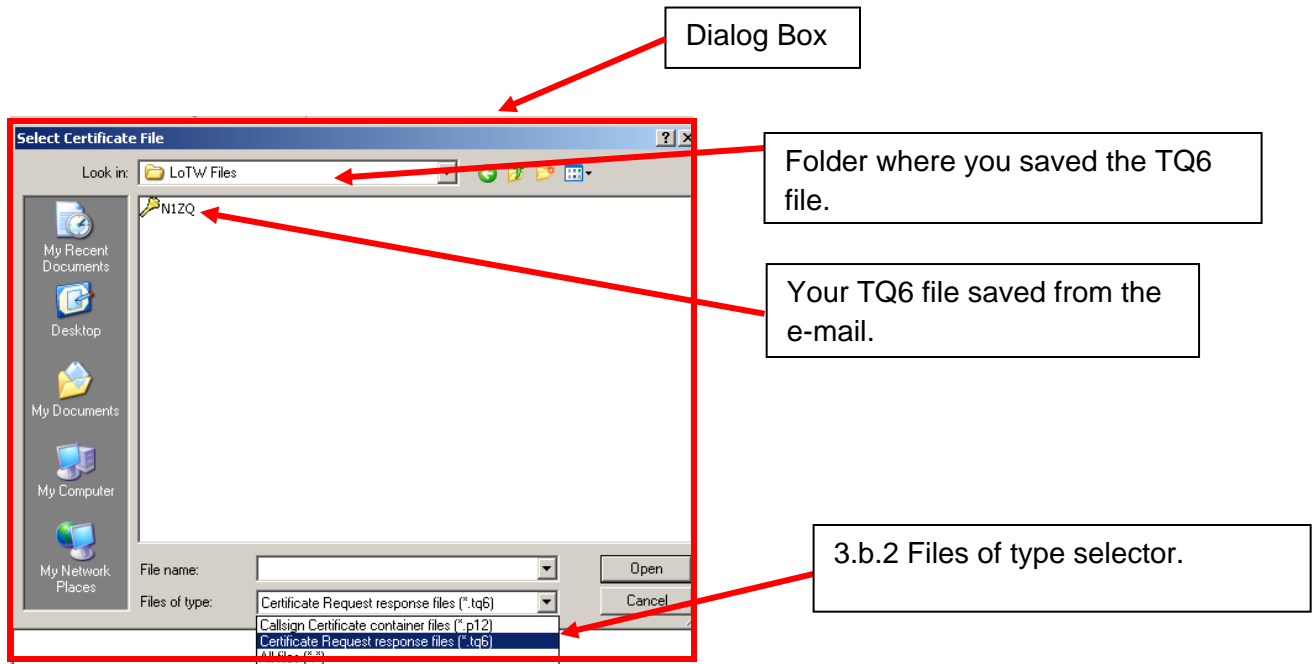 Dialog Box
Select Certificate File
Look in:
LoTW Files
Folder where you saved the TQ6
file.
N1ZQ
My Recent
Documents
Your TQ6 file saved from the
e-mail.
Desktop
My Documents
My Computer
3.b.2 Files of type selector.
My Network
Places
File name:
Open
Files of type:
Certificate Request response files (*.tq6)
Cancel
Callsign Certificate container files (*.p12)
Certificate Request response files (*.tq6)
All files (*.*)